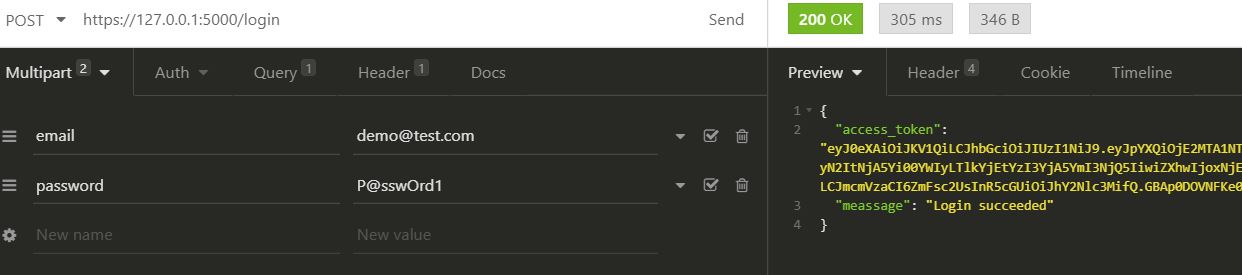 POST https://127.0.0.1:5000/login Send 200 OK 305 ms 346 B
Multipart 2 Auth Query 1 Header 1 Docs Preview Header 4 Cookie Timeline
email demo@test.com
password P@sswOrd1
New name New value
1 {
2 "access_token":
"eyJ0eXAiOiJKV1QiLCJhbGciOiJIUzI1NiJ9.eyJpYXQiOjE2MTA1NT
yN2ItNjA5Yi00YWIyLTlkYjEtYzI3YjA5YmI3NjQ5IiwiZXhwIjoxNjE
LCJmcmVzaCI6ZmFsc2UsInR5cGUiOiJhY2Nlc3MifQ.GBAp0DOVNFKe0
3 "meassage": "Login succeeded"
4 }